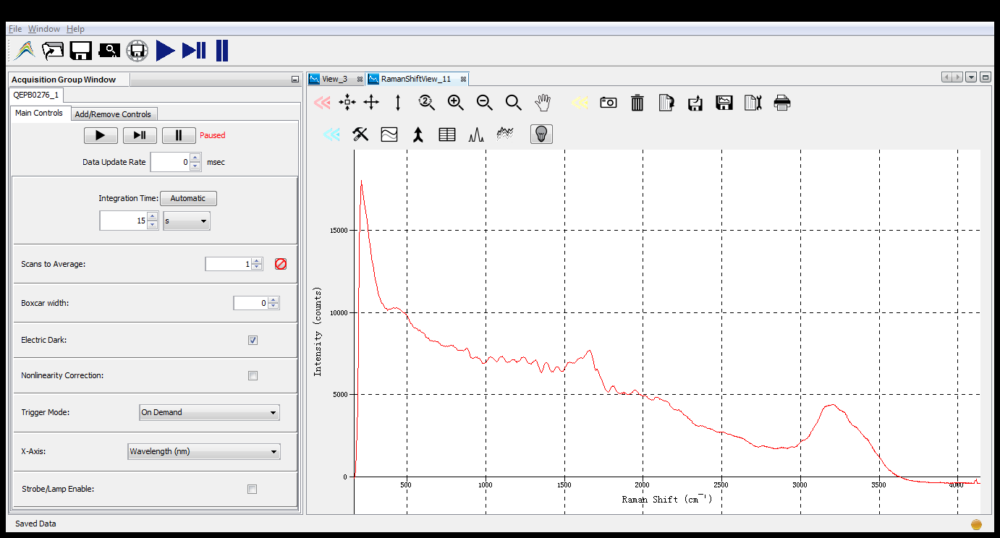 File Window Help
Acquisition Group Window
QEPB0276_1
Main Controls Add/Remove Controls
Paused
Data Update Rate 0 msec
Integration Time: Automatic
15 s
Scans to Average: 1
Boxcar width: 0
Electric Dark:
Nonlinearity Correction:
Trigger Mode: On Demand
X-Axis: Wavelength (nm)
Strobe/Lamp Enable:
Saved Data
View_3 RamanShiftView_11
2
Intensity (counts)
15000
10000
5000
0
500 1000 1500 2000 2500 3000 3500 4000
Raman Shift (cm⁻¹)